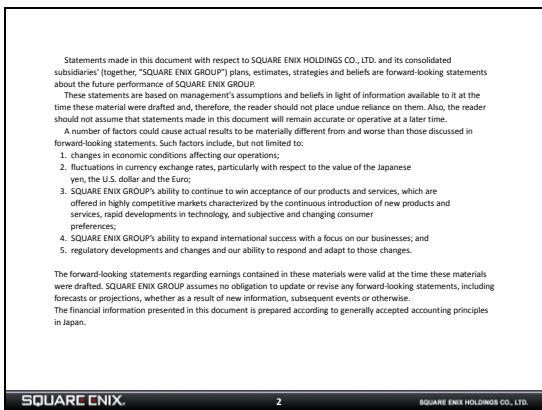 Statements made in this document with respect to SQUARE ENIX HOLDINGS CO., LTD. and its consolidated
subsidiaries' (together, "SQUARE ENIX GROUP") plans, estimates, strategies and beliefs are forward-looking statements
about the future performance of SQUARE ENIX GROUP.
These statements are based on management's assumptions and beliefs in light of information available to it at the
time these material were drafted and, therefore, the reader should not place undue reliance on them. Also, the reader
should not assume that statements made in this document will remain accurate or operative at a later time.
A number of factors could cause actual results to be materially different from and worse than those discussed in
forward-looking statements. Such factors include, but not limited to:
1. changes in economic conditions affecting our operations;
2. fluctuations in currency exchange rates, particularly with respect to the value of the Japanese
yen, the U.S. dollar and the Euro;
3. SQUARE ENIX GROUP's ability to continue to win acceptance of our products and services, which are
offered in highly competitive markets characterized by the continuous introduction of new products and
services, rapid developments in technology, and subjective and changing consumer
preferences;
4. SQUARE ENIX GROUP's ability to expand international success with a focus on our businesses; and
5. regulatory developments and changes and our ability to respond and adapt to those changes.
The forward-looking statements regarding earnings contained in these materials were valid at the time these materials
were drafted. SQUARE ENIX GROUP assumes no obligation to update or revise any forward-looking statements, including
forecasts or projections, whether as a result of new information, subsequent events or otherwise.
The financial information presented in this document is prepared according to generally accepted accounting principles
in Japan.
SQUARE ENIX.
2
SQUARE ENIX HOLDINGS CO., LTD.